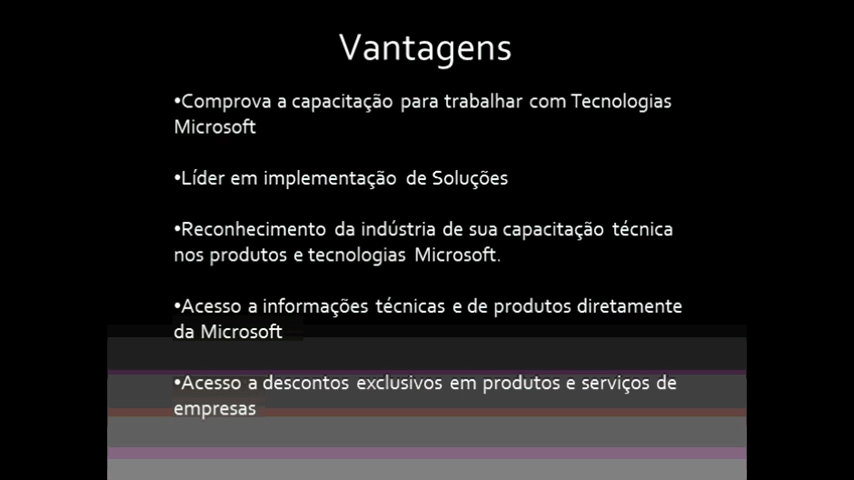 Vantagens
•Comprova a capacitação para trabalhar com Tecnologias
Microsoft
•Líder em implementação de Soluções
•Reconhecimento da indústria de sua capacitação técnica
nos produtos e tecnologias Microsoft.
•Acesso a informações técnicas e de produtos diretamente
da Microsoft
•Acesso a descontos exclusivos em produtos e serviços de
empresas